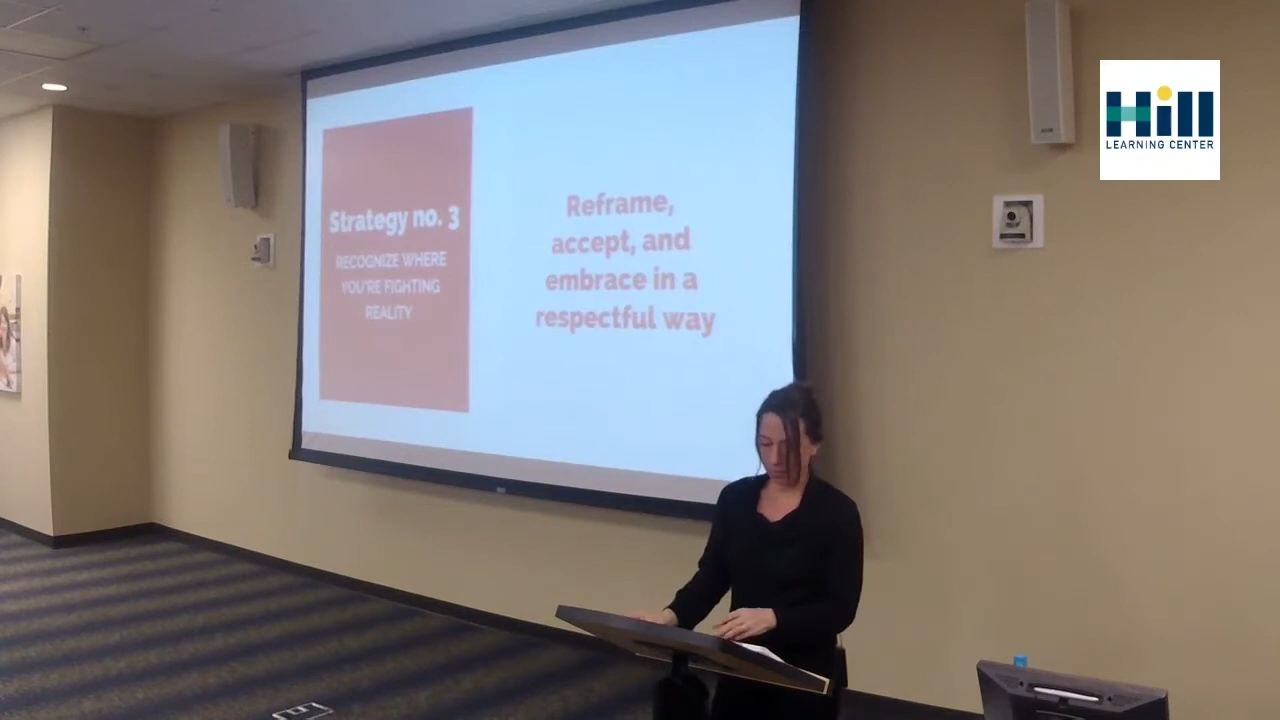 Strategy no. 3
RECOGNIZE WHERE
YOU'RE FIGHTING
REALITY
Reframe,
accept, and
embrace in a
respectful way
Hill
LEARNING CENTER